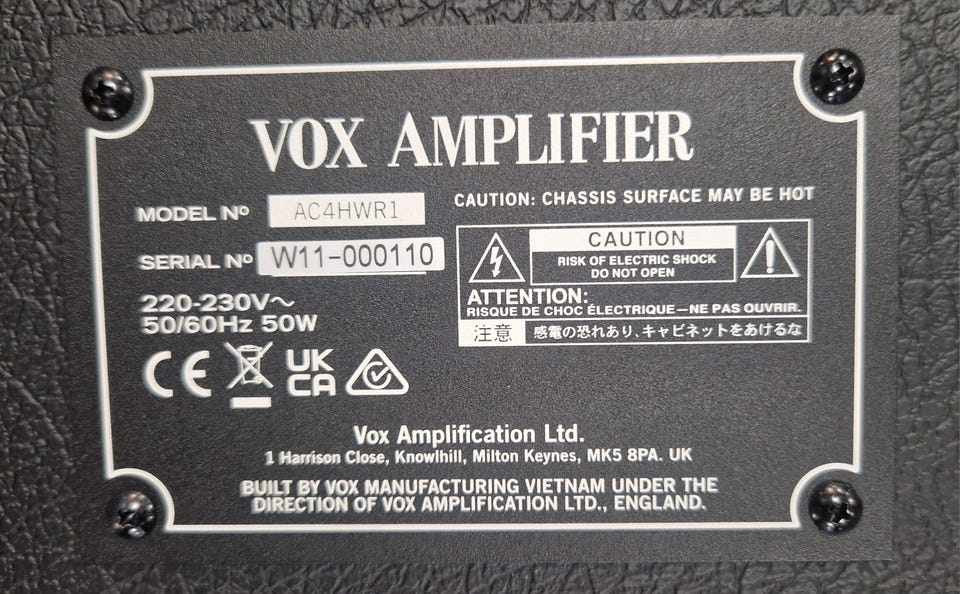 VOX AMPLIFIER
MODEL Nº AC4HWR1
SERIAL Nº W11-000110
220-230V~
50/60Hz 50W
CE UK
CA
CAUTION: CHASSIS SURFACE MAY BE HOT
CAUTION
RISK OF ELECTRIC SHOCK
DO NOT OPEN
ATTENTION:
RISQUE DE CHOC ÉLECTRIQUE—NE PAS OUVRIR.
注意 感電の恐れあり、キャビネットをあけるな
Vox Amplification Ltd.
1 Harrison Close, Knowlhill, Milton Keynes, MK5 8PA. UK
BUILT BY VOX MANUFACTURING VIETNAM UNDER THE
DIRECTION OF VOX AMPLIFICATION LTD., ENGLAND.